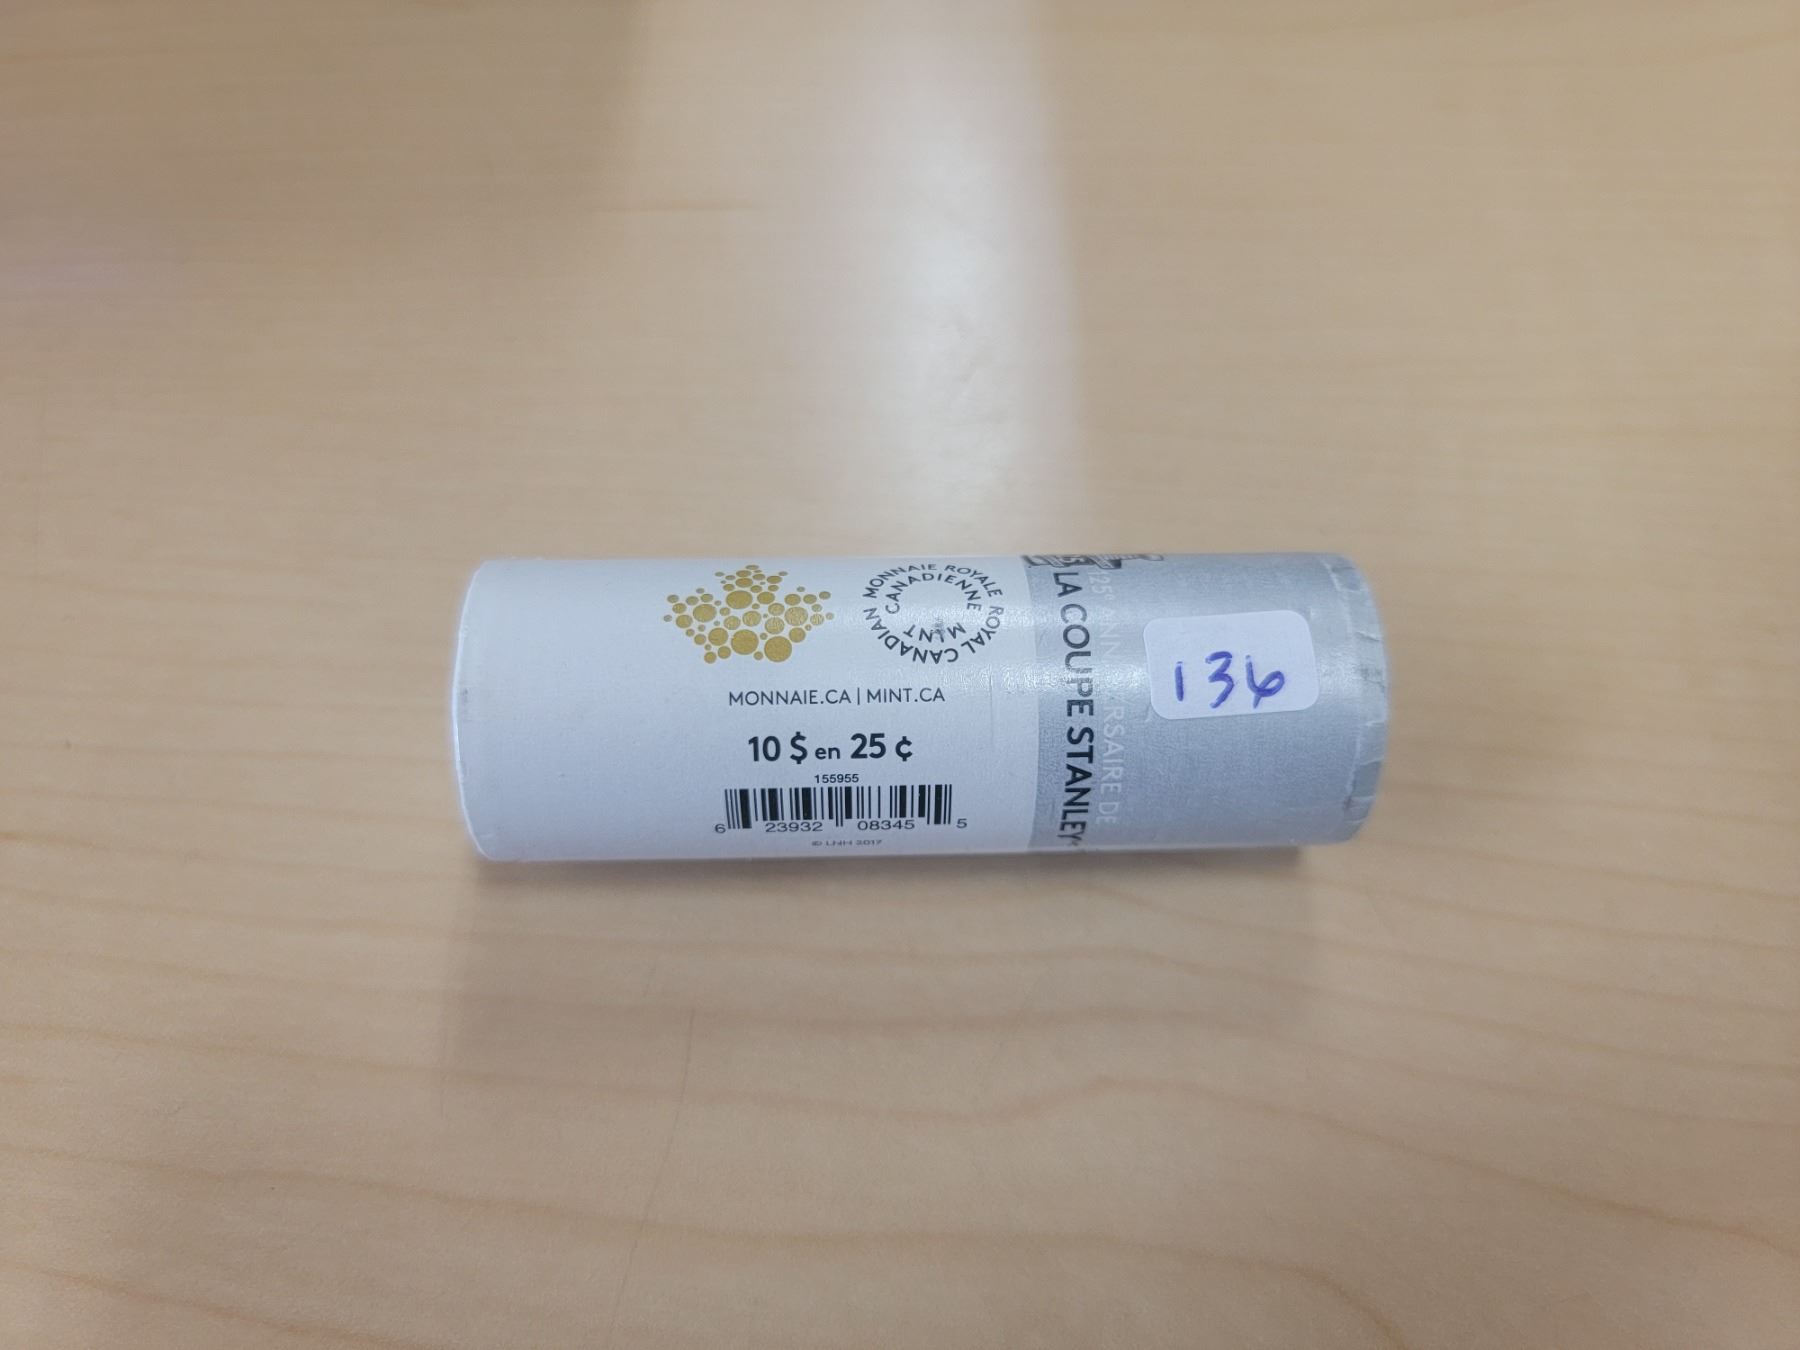 MONNAIE ROYALE CANADIENNE
ROYAL CANADIAN MINT
MONNAIE.CA | MINT.CA
10 $ en 25 ¢
155955
6 23932 08345 5
© LNH 2017
LA COUPE STANLEY
136